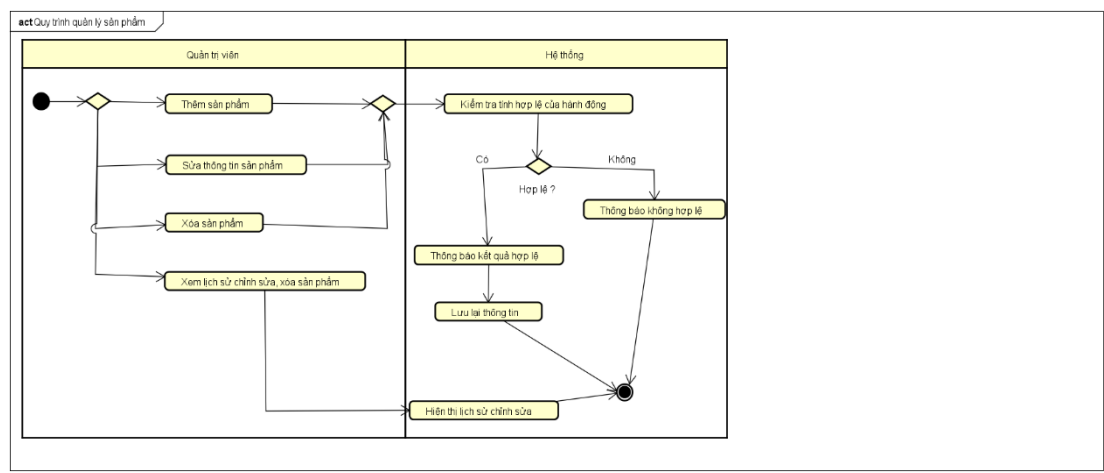 act Quy trình quản lý sản phẩm
Quản trị viên
Hệ thống
Thêm sản phẩm
Kiểm tra tính hợp lệ của hành động
Sửa thông tin sản phẩm
Có
Không
Hợp lệ ?
Xóa sản phẩm
Thông báo không hợp lệ
Thông báo kết quả hợp lệ
Xem lịch sử chỉnh sửa, xóa sản phẩm
Lưu lại thông tin
Hiện thị lịch sử chỉnh sửa